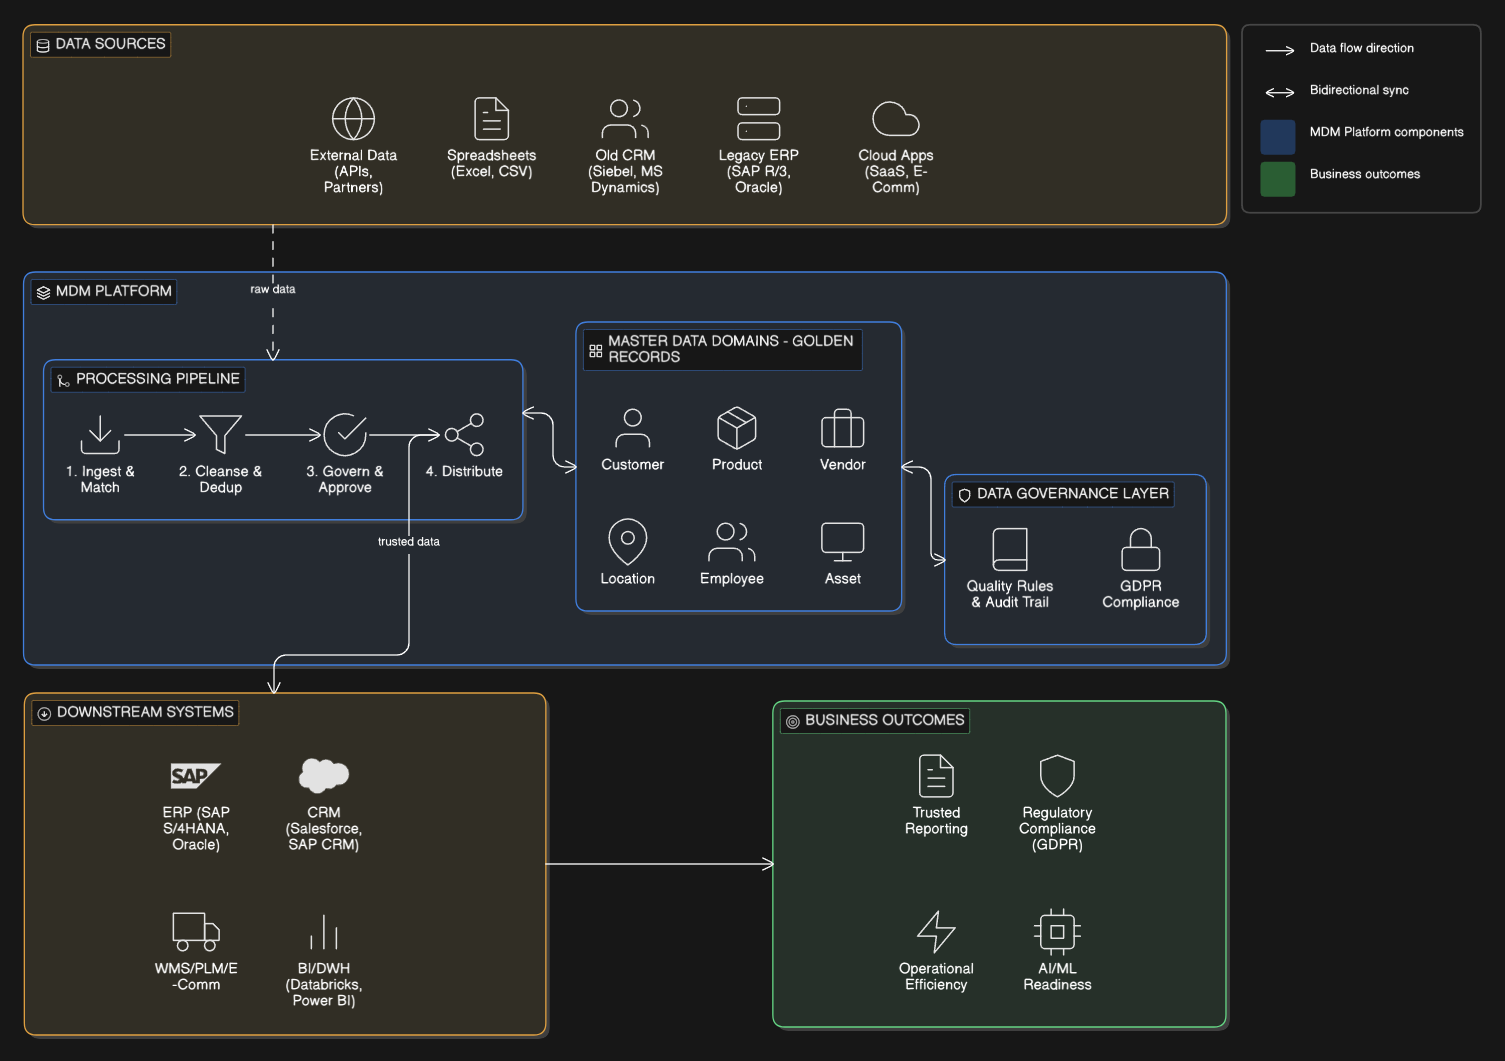 DATA SOURCES
External Data
(APIs,
Partners)
Spreadsheets
(Excel, CSV)
Old CRM
(Siebel, MS
Dynamics)
Legacy ERP
(SAP R/3,
Oracle)
Cloud Apps
(SaaS, E-
Comm)
Data flow direction
Bidirectional sync
MDM Platform components
Business outcomes
MDM PLATFORM
raw data
PROCESSING PIPELINE
1. Ingest &
Match
2. Cleanse &
Dedup
3. Govern &
Approve
4. Distribute
trusted data
MASTER DATA DOMAINS - GOLDEN
RECORDS
Customer
Product
Vendor
Location
Employee
Asset
DATA GOVERNANCE LAYER
Quality Rules
& Audit Trail
GDPR
Compliance
DOWNSTREAM SYSTEMS
SAP
ERP (SAP
S/4HANA,
Oracle)
CRM
(Salesforce,
SAP CRM)
WMS/PLM/E
-Comm
BI/DWH
(Databricks,
Power BI)
BUSINESS OUTCOMES
Trusted
Reporting
Regulatory
Compliance
(GDPR)
Operational
Efficiency
AI/ML
Readiness